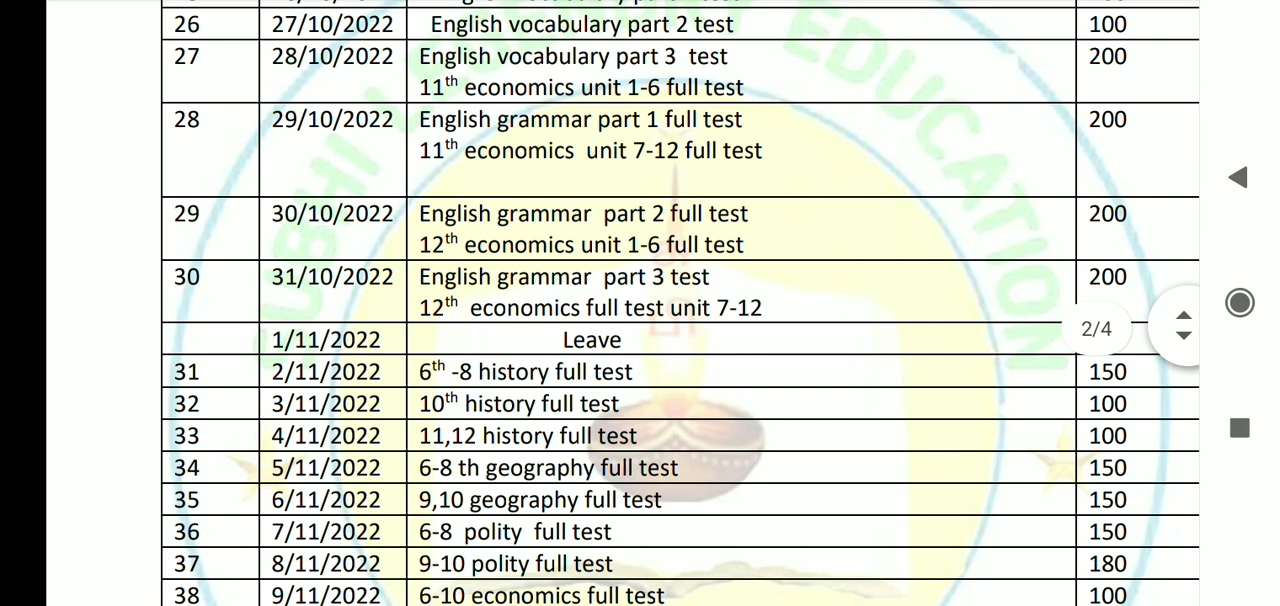 26 27/10/2022 English vocabulary part 2 test 100
27 28/10/2022 English vocabulary part 3 test 200
11th economics unit 1-6 full test
28 29/10/2022 English grammar part 1 full test 200
11th economics unit 7-12 full test
29 30/10/2022 English grammar part 2 full test 200
12th economics unit 1-6 full test
30 31/10/2022 English grammar part 3 test 200
12th economics full test unit 7-12
2/4
1/11/2022 Leave
31 2/11/2022 6th -8 history full test 150
32 3/11/2022 10th history full test 100
33 4/11/2022 11,12 history full test 100
34 5/11/2022 6-8 th geography full test 150
35 6/11/2022 9,10 geography full test 150
36 7/11/2022 6-8 polity full test 150
37 8/11/2022 9-10 polity full test 180
38 9/11/2022 6-10 economics full test 100
EDUCATION